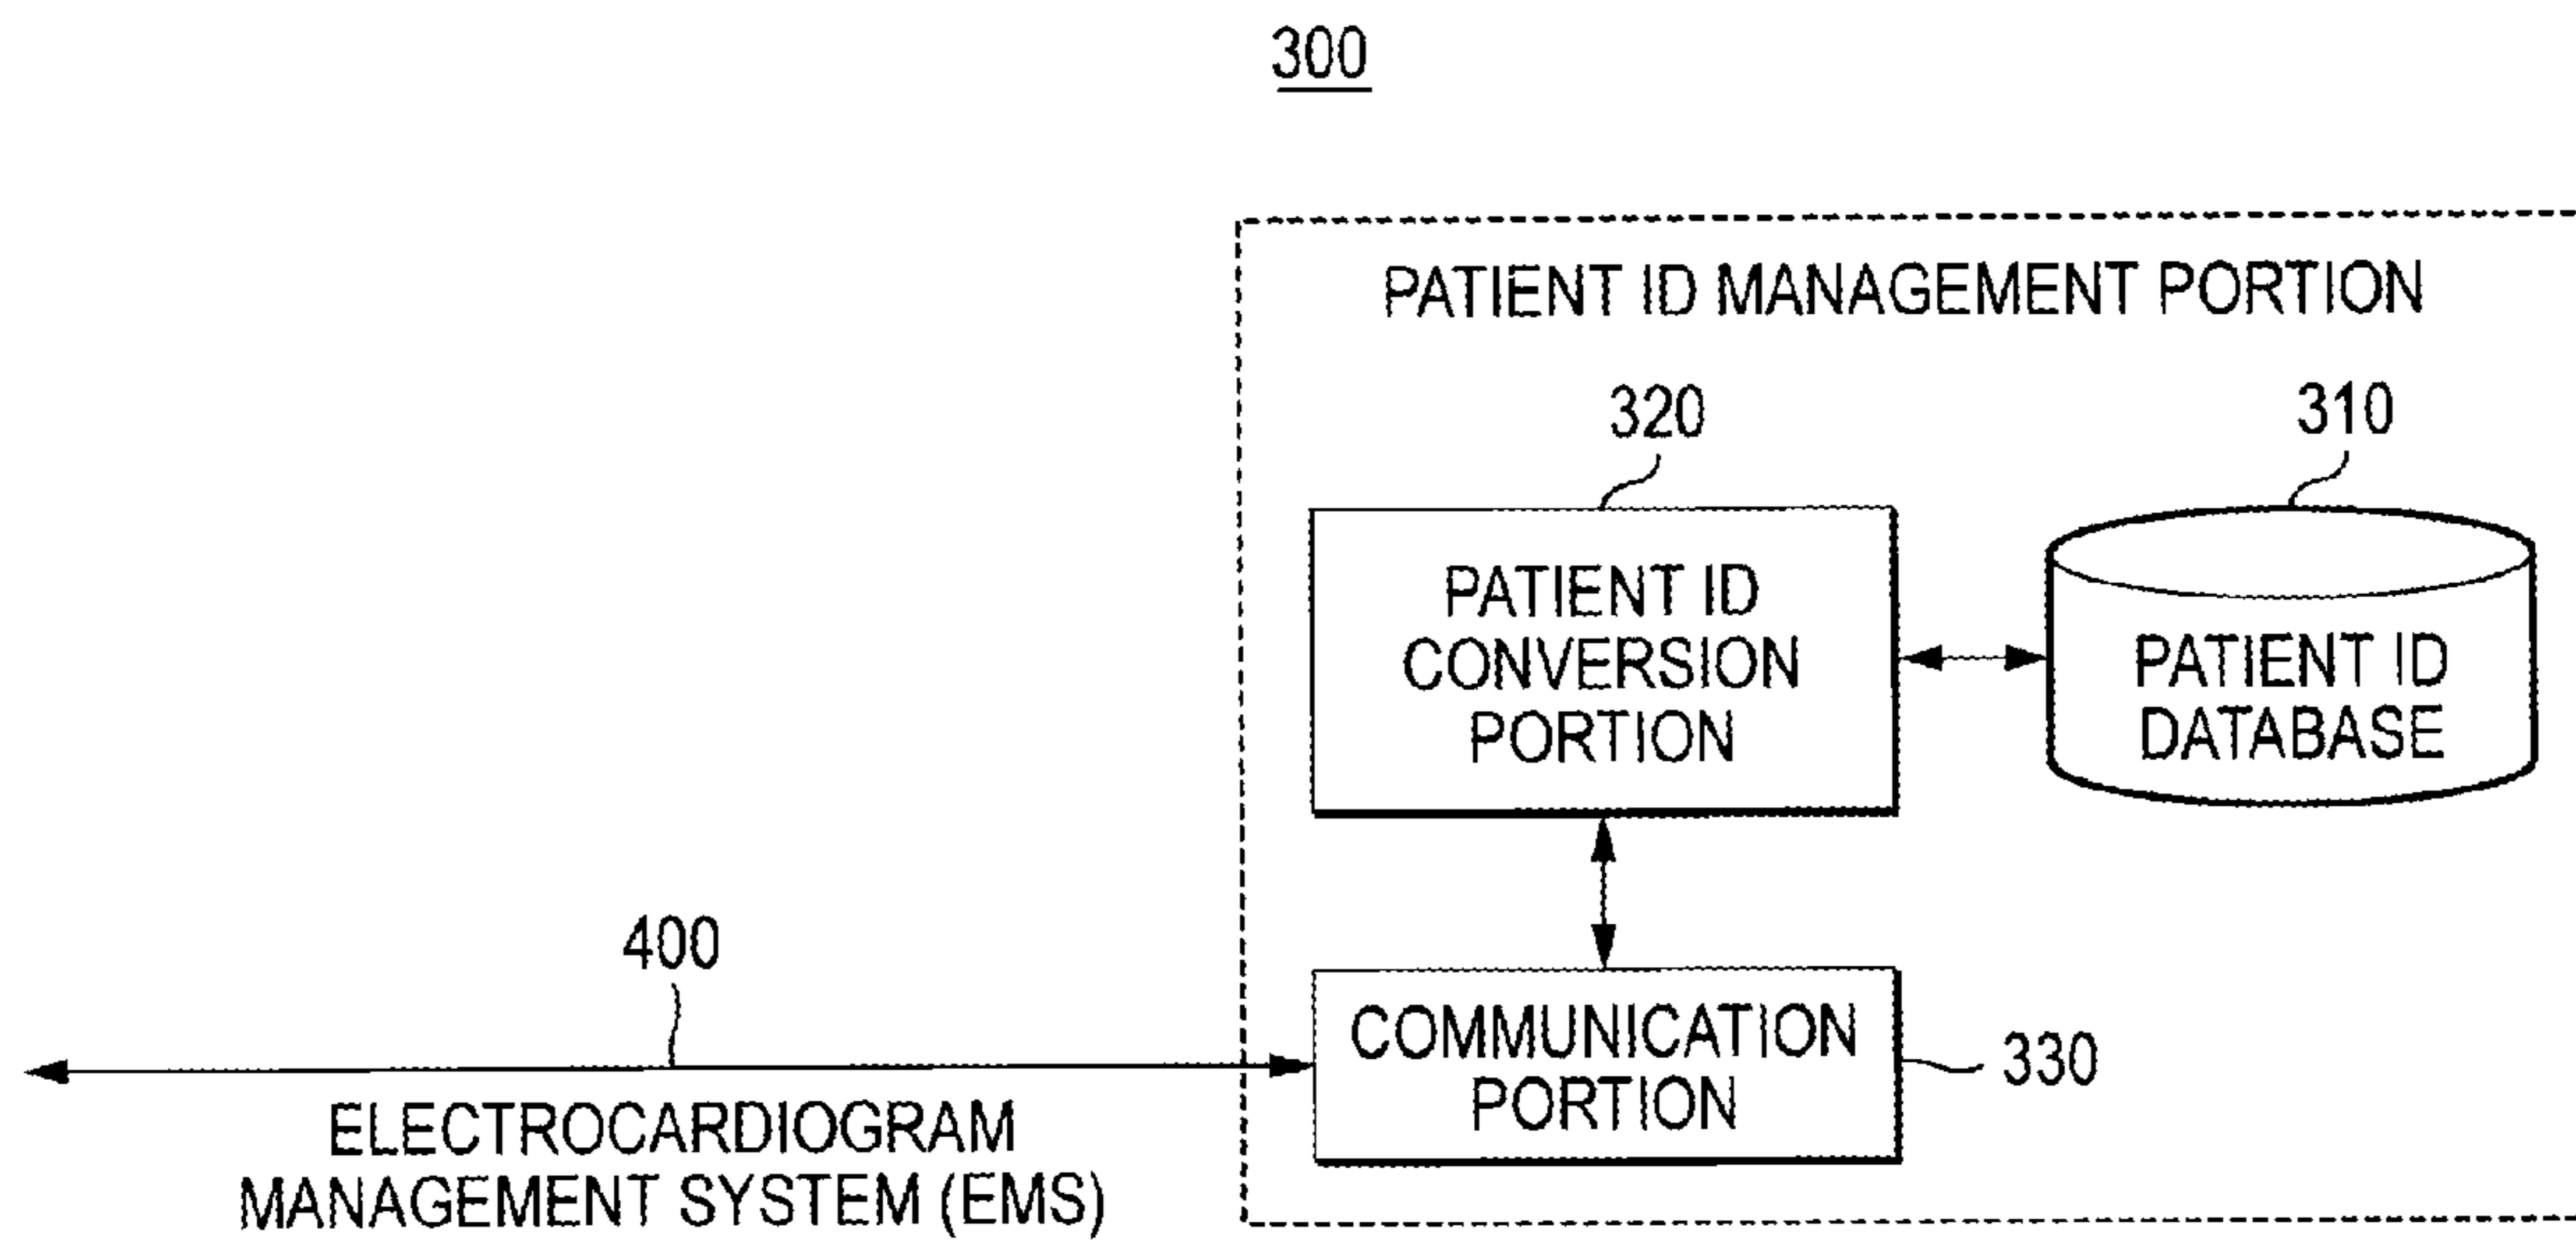 300
PATIENT ID MANAGEMENT PORTION
320
310
PATIENT ID
CONVERSION
PORTION
PATIENT ID
DATABASE
400
ELECTROCARDIOGRAM
MANAGEMENT SYSTEM (EMS)
COMMUNICATION
PORTION
330